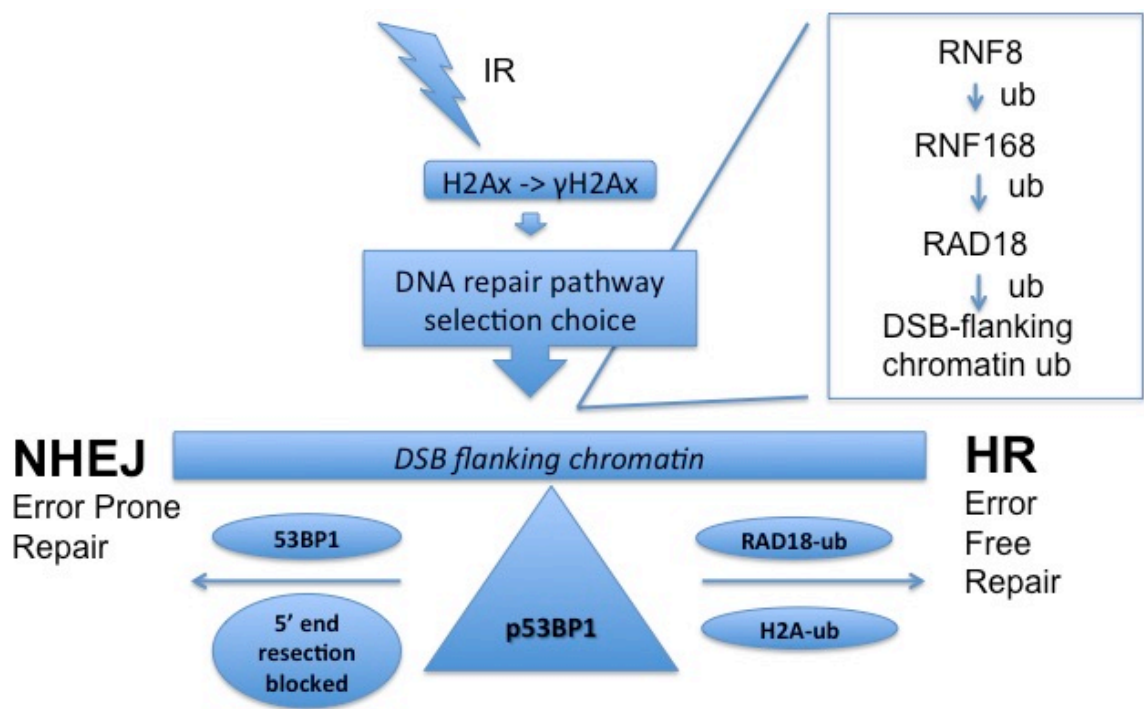 IR
H2Ax -> γH2Ax
DNA repair pathway
selection choice
RNF8
ub
RNF168
ub
RAD18
ub
DSB-flanking
chromatin ub
NHEJ
Error Prone
Repair
DSB flanking chromatin
HR
Error
Free
Repair
53BP1
5’ end
resection
blocked
p53BP1
RAD18-ub
H2A-ub